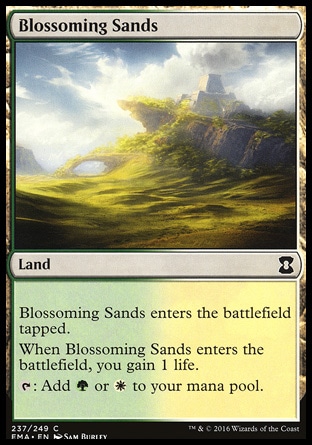 Blossoming Sands
Land
Blossoming Sands enters the battlefield
tapped.
When Blossoming Sands enters the
battlefield, you gain 1 life.
: Add or to your mana pool.
237/249 C
EMA • EN Sam Burley
™ & © 2016 Wizards of the Coast